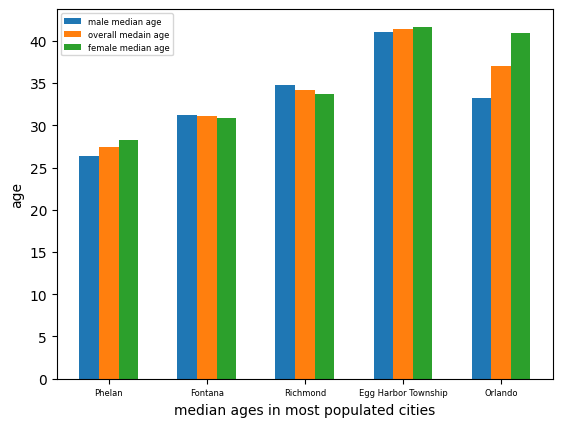 male median age
overall medain age
female median age
40
35
30
25
20
15
10
5
0
age
Phelan Fontana Richmond Egg Harbor Township Orlando
median ages in most populated cities